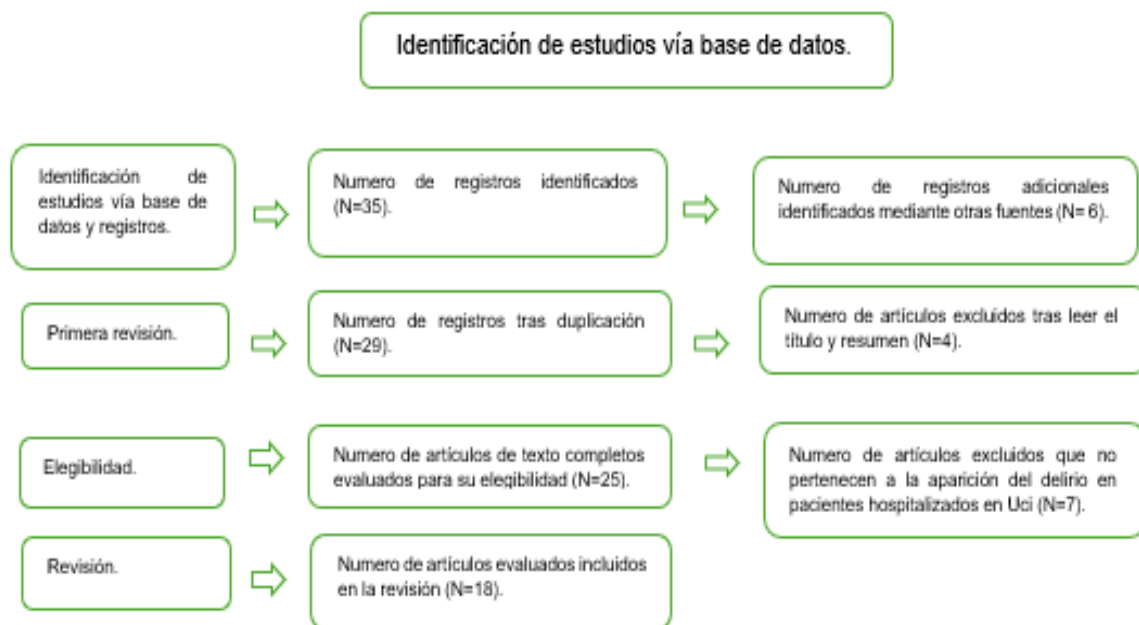 Identificación de estudios vía base de datos.
Identificación de
estudios vía base de
datos y registros.
Numero de registros identificados
(N=35).
Numero de registros adicionales
identificados mediante otras fuentes (N= 6).
Primera revisión.
Numero de registros tras duplicación
(N=29).
Numero de artículos excluidos tras leer el
título y resumen (N=4).
Elegibilidad.
Numero de artículos de texto completos
evaluados para su elegibilidad (N=25).
Numero de artículos excluidos que no
pertenecen a la aparición del delirio en
pacientes hospitalizados en Uci (N=7).
Revisión.
Numero de artículos evaluados incluidos
en la revisión (N=18).